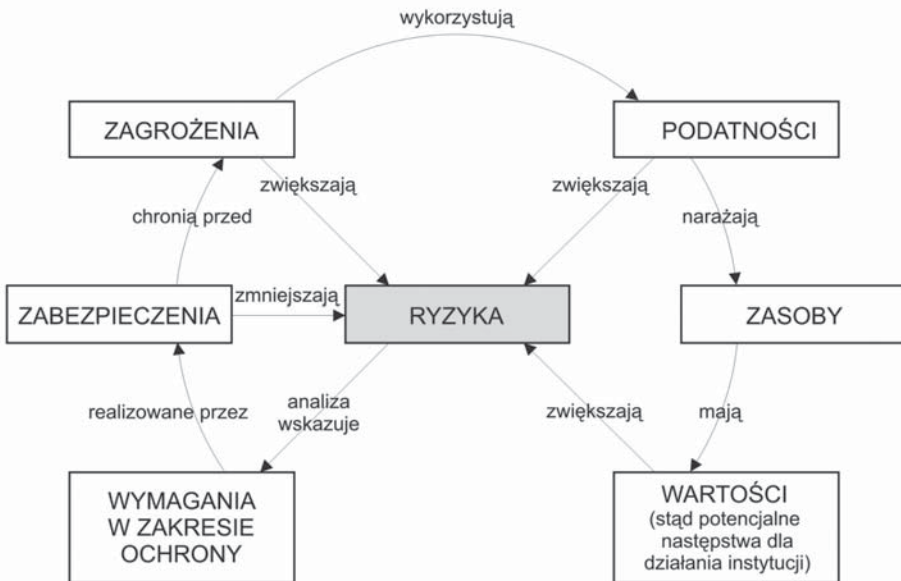 wykorzystują
ZAGROŻENIA
PODATNOŚCI
zwiększają
zwiększają
chronią przed
narażają
zmniejszają
ZABEZPIECZENIA
RYZYKA
ZASOBY
realizowane przez
analiza
wskazuje
zwiększają
mają
WYMAGANIA
W ZAKRESIE
OCHRONY
WARTOŚCI
(stąd potencjalne
następstwa dla
działania instytucji)